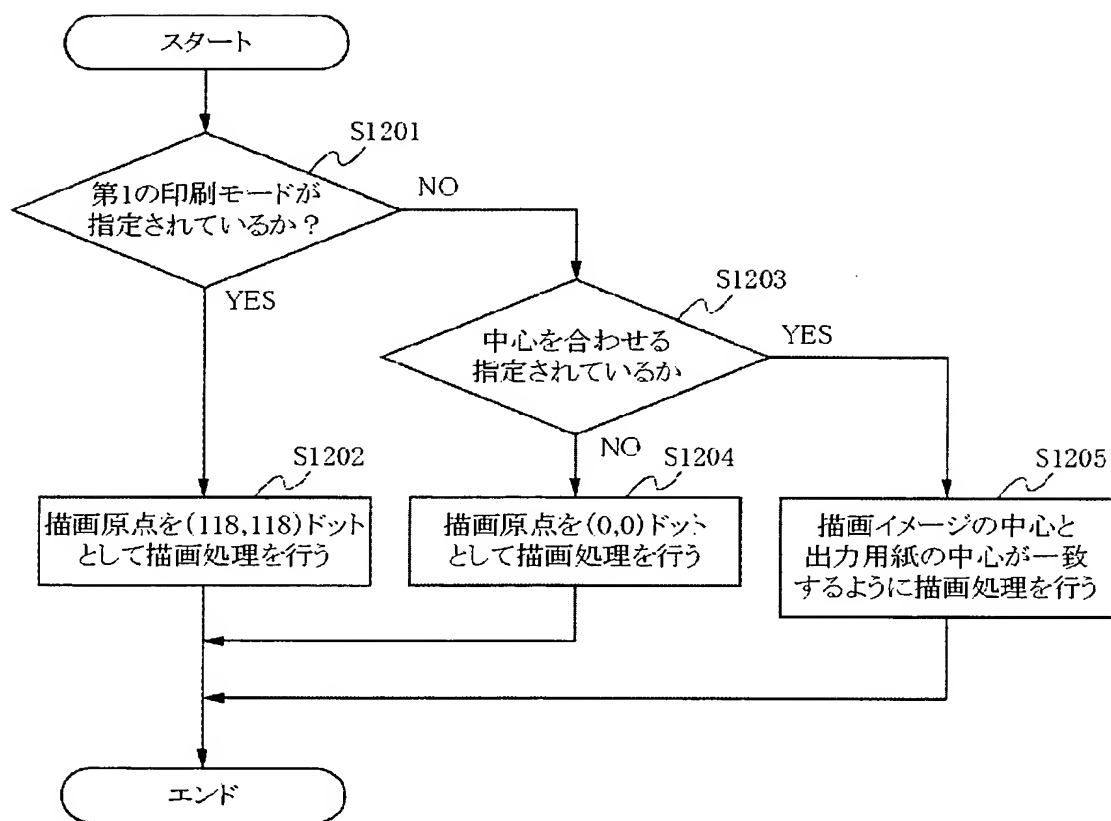 スタート
S1201
第1の印刷モードが
指定されているか？
NO
YES
S1203
中心を合わせる
指定されているか
YES
NO
S1202
描画原点を(118,118)ドット
として描画処理を行う
S1204
描画原点を(0,0)ドット
として描画処理を行う
S1205
描画イメージの中心と
出力用紙の中心が一致
するように描画処理を行う
エンド